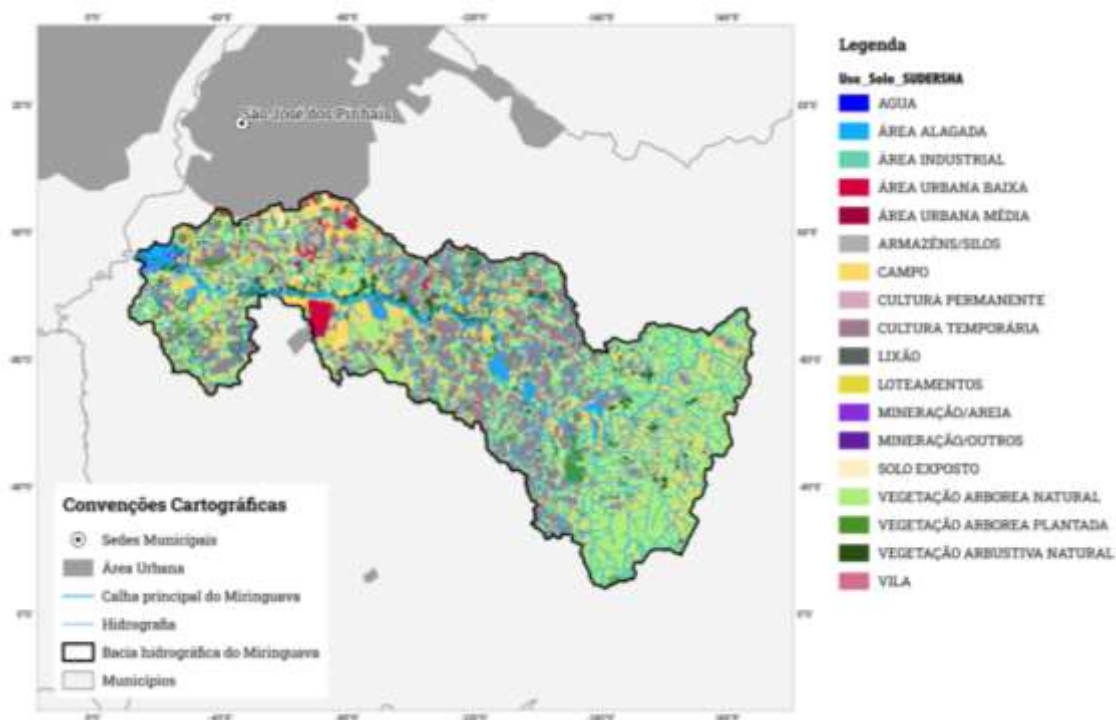 São José dos Pinhais
Convenções Cartográficas
Sedes Municipais
Área Urbana
Calha principal do Miringuava
Hidrografia
Bacia hidrográfica do Miringuava
Municípios
Legenda
Uso_Solo_SUDERSHA
AGUA
ÁREA ALAGADA
ÁREA INDUSTRIAL
ÁREA URBANA BAIXA
ÁREA URBANA MÉDIA
ARMAZÉNS/SILOS
CAMPO
CULTURA PERMANENTE
CULTURA TEMPORÁRIA
LIXÃO
LOTEAMENTOS
MINERAÇÃO/AREIA
MINERAÇÃO/OUTROS
SOLO EXPOSTO
VEGETAÇÃO ARBOREA NATURAL
VEGETAÇÃO ARBOREA PLANTADA
VEGETAÇÃO ARBUSTIVA NATURAL
VILA